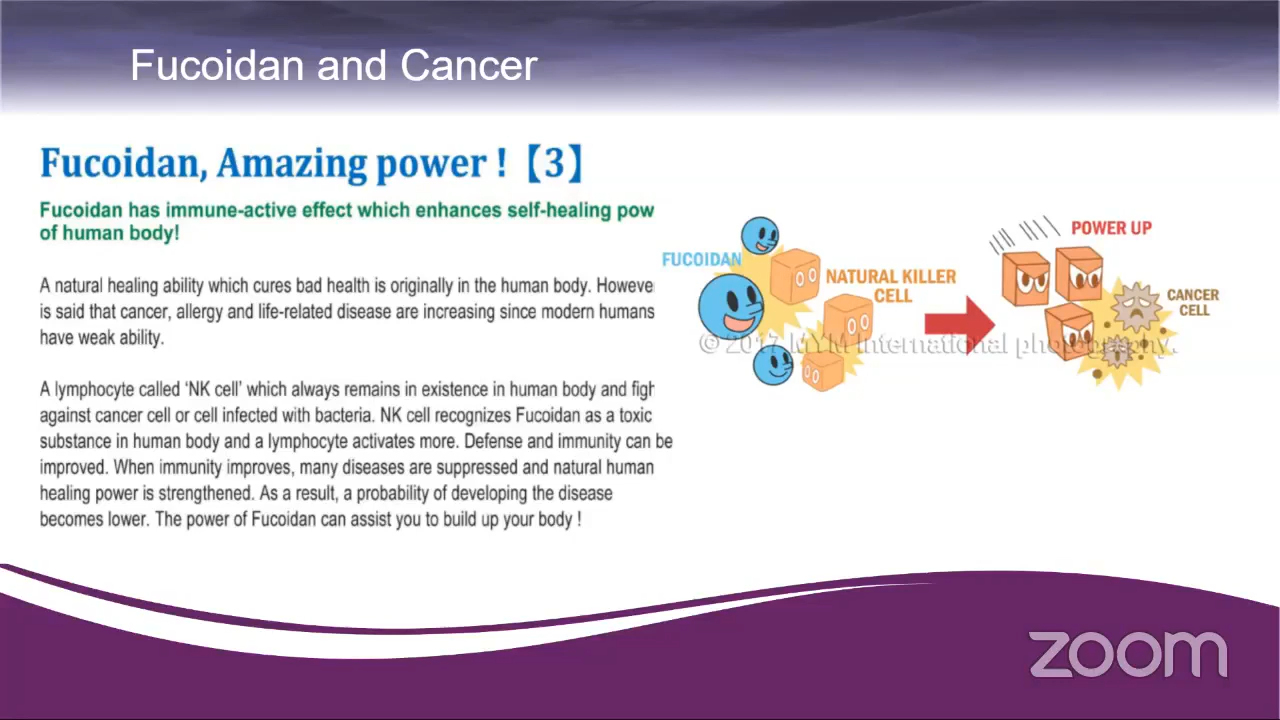 Fucoidan and Cancer
Fucoidan, Amazing power !【3】
Fucoidan has immune-active effect which enhances self-healing pow
of human body!
A natural healing ability which cures bad health is originally in the human body. Howeve
is said that cancer, allergy and life-related disease are increasing since modern humans
have weak ability.
A lymphocyte called ‘NK cell’ which always remains in existence in human body and figh
against cancer cell or cell infected with bacteria. NK cell recognizes Fucoidan as a toxic
substance in human body and a lymphocyte activates more. Defense and immunity can be
improved. When immunity improves, many diseases are suppressed and natural human
healing power is strengthened. As a result, a probability of developing the disease
becomes lower. The power of Fucoidan can assist you to build up your body !
FUCOIDAN
NATURAL KILLER
CELL
POWER UP
CANCER
CELL
© 2017 MYM International photography.
zoom